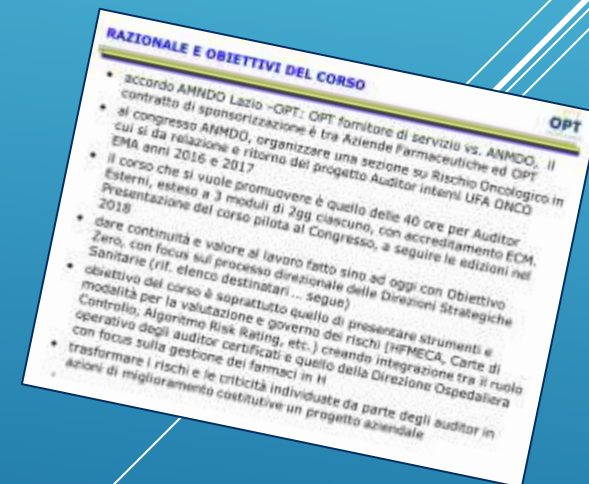 RAZIONALE E OBIETTIVI DEL CORSO
OPT
• accordo AMNDO Lazio –OPT: OPT fornitore di servizio vs. ANMDO, il
contratto di sponsorizzazione è tra Aziende Farmaceutiche ed OPT
• al congresso ANMDO, organizzare una sezione su Rischio Oncologico in
cui si da relazione e ritorno del progetto Auditor interni UFA ONCO
EMA anni 2016 e 2017
• il corso che si vuole promuovere è quello delle 40 ore per Auditor
Esterni, esteso a 3 moduli di 2gg ciascuno, con accreditamento ECM.
Presentazione del corso pilota al Congresso, a seguire le edizioni nel
2018
• dare continuità e valore al lavoro fatto sino ad oggi con Obiettivo
Zero, con focus sul processo direzionale delle Direzioni Strategiche
Sanitarie (rif. elenco destinatari ... segue)
• obiettivo del corso è soprattutto quello di presentare strumenti e
modalità per la valutazione e governo dei rischi (HFMECA, Carte di
Controllo, Algoritmo Risk Rating, etc.) creando integrazione tra il ruolo
operativo degli auditor certificati e quello della Direzione Ospedaliera
con focus sulla gestione dei farmaci in H
• trasformare i rischi e le criticità individuate da parte degli auditor in
azioni di miglioramento costitutive un progetto aziendale